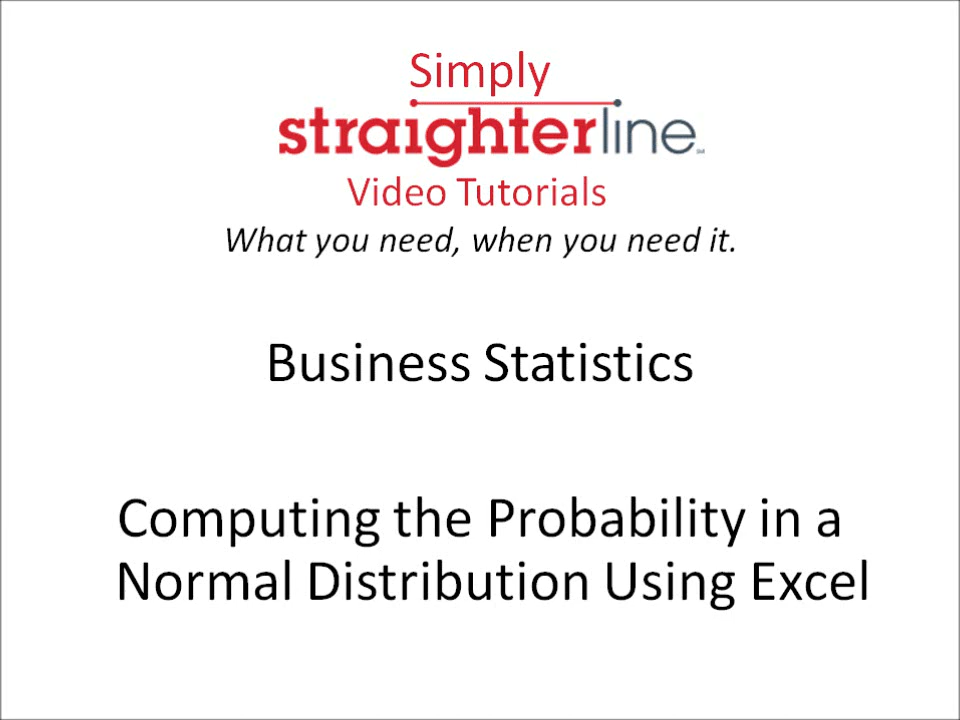 Simply
straighterline
Video Tutorials
What you need, when you need it.
Business Statistics
Computing the Probability in a
Normal Distribution Using Excel